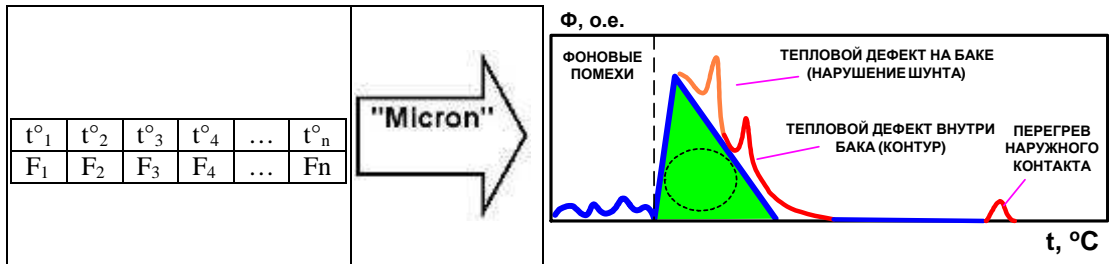 t°1 t°2 t°3 t°4 … t°n
F1 F2 F3 F4 … Fn
"Micron"
Ф, о.е.
ФОНОВЫЕ
ПОМЕХИ
ТЕПЛОВОЙ ДЕФЕКТ НА БАКЕ
(НАРУШЕНИЕ ШУНТА)
ТЕПЛОВОЙ ДЕФЕКТ ВНУТРИ
БАКА (КОНТУР)
ПЕРЕГРЕВ
НАРУЖНОГО
КОНТАКТА
t, °C